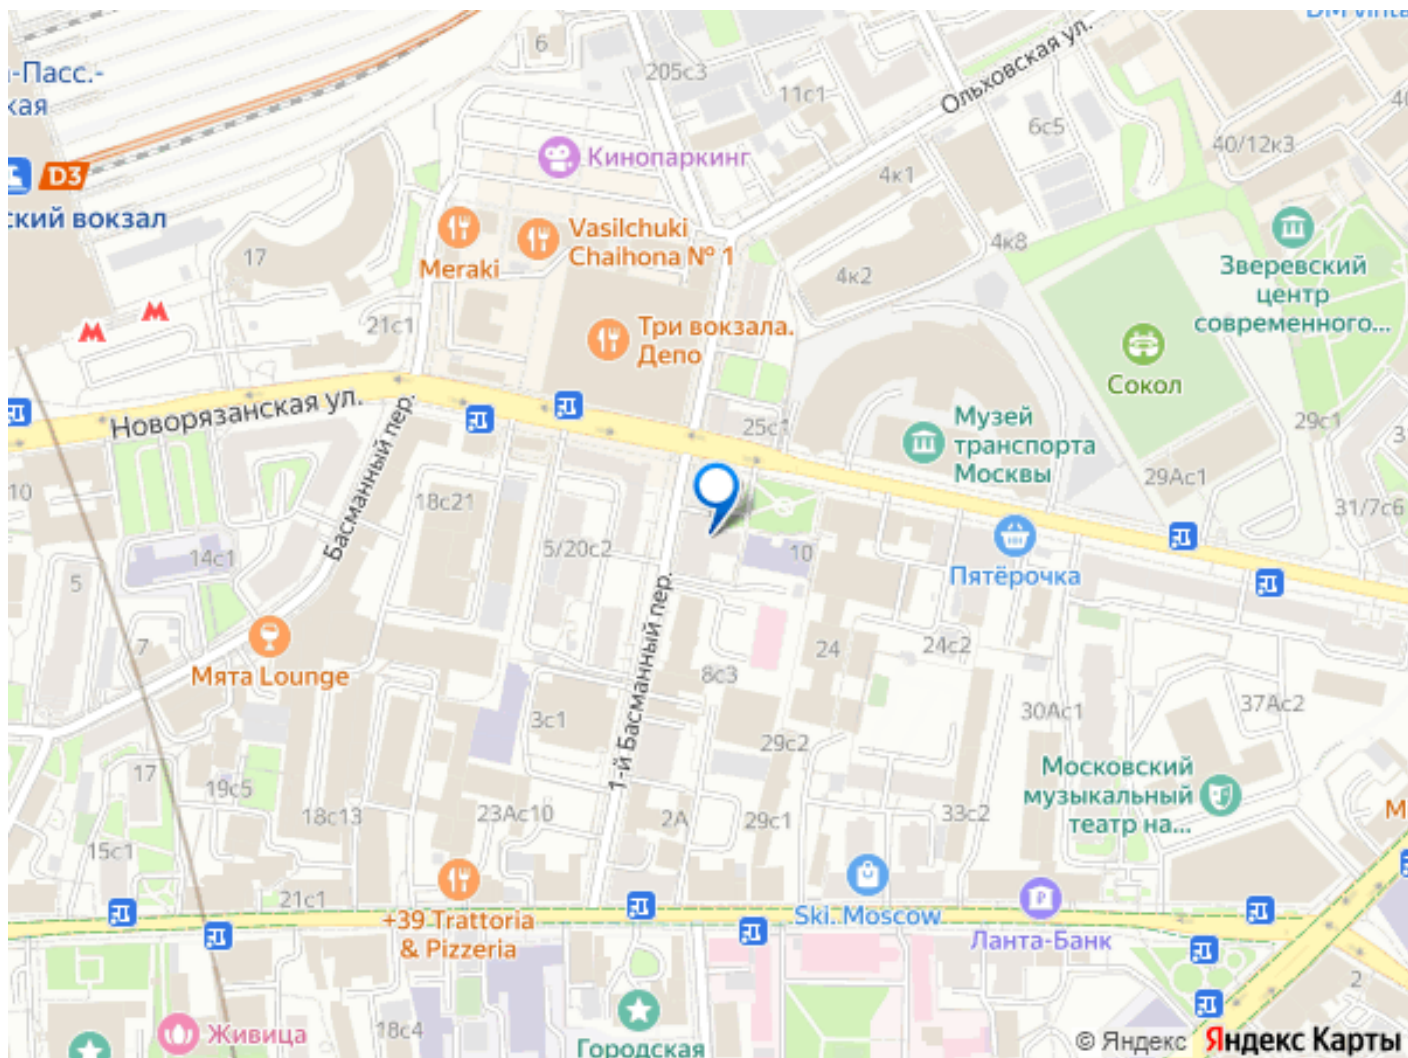 6
205с3
11с1
Ольховская ул.
6с5
40/12к3
-Пасс.-
кая
D3
ский вокзал
Кинопаркинг
4к1
4к8
4к2
17
Meraki
Vasilchuki
Chaihona № 1
Зверевский
центр
современного...
21с1
Три вокзала.
Депо
Сокол
Новорязанская ул.
Басманный пер.
25с1
Музей
транспорта
Москвы
29с1
29Ас1
31/7с6
10
18с21
14с1
5/20с2
10
Пятёрочка
5
7
Мята Lounge
1-й Басманный пер.
24
24с2
8с3
3с1
30Ас1
37Ас2
29с2
17
19с5
18с13
23Ас10
2А
29с1
33с2
Московский
музыкальный
театр на...
15с1
21с1
+39 Trattoria
& Pizzeria
Ski. Moscow
Ланта-Банк
2
Живица
18с4
Городская
© Яндекс Яндекс Карты